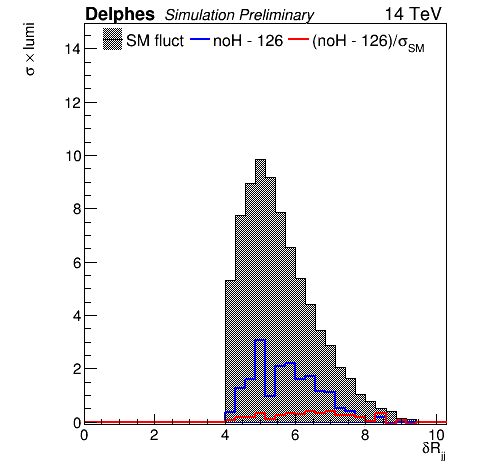 Delphes Simulation Preliminary 14 TeV
σ × lumi
SM fluct noH - 126 (noH - 126)/σSM
14
12
10
8
6
4
2
0
0 2 4 6 8 10
δRjj